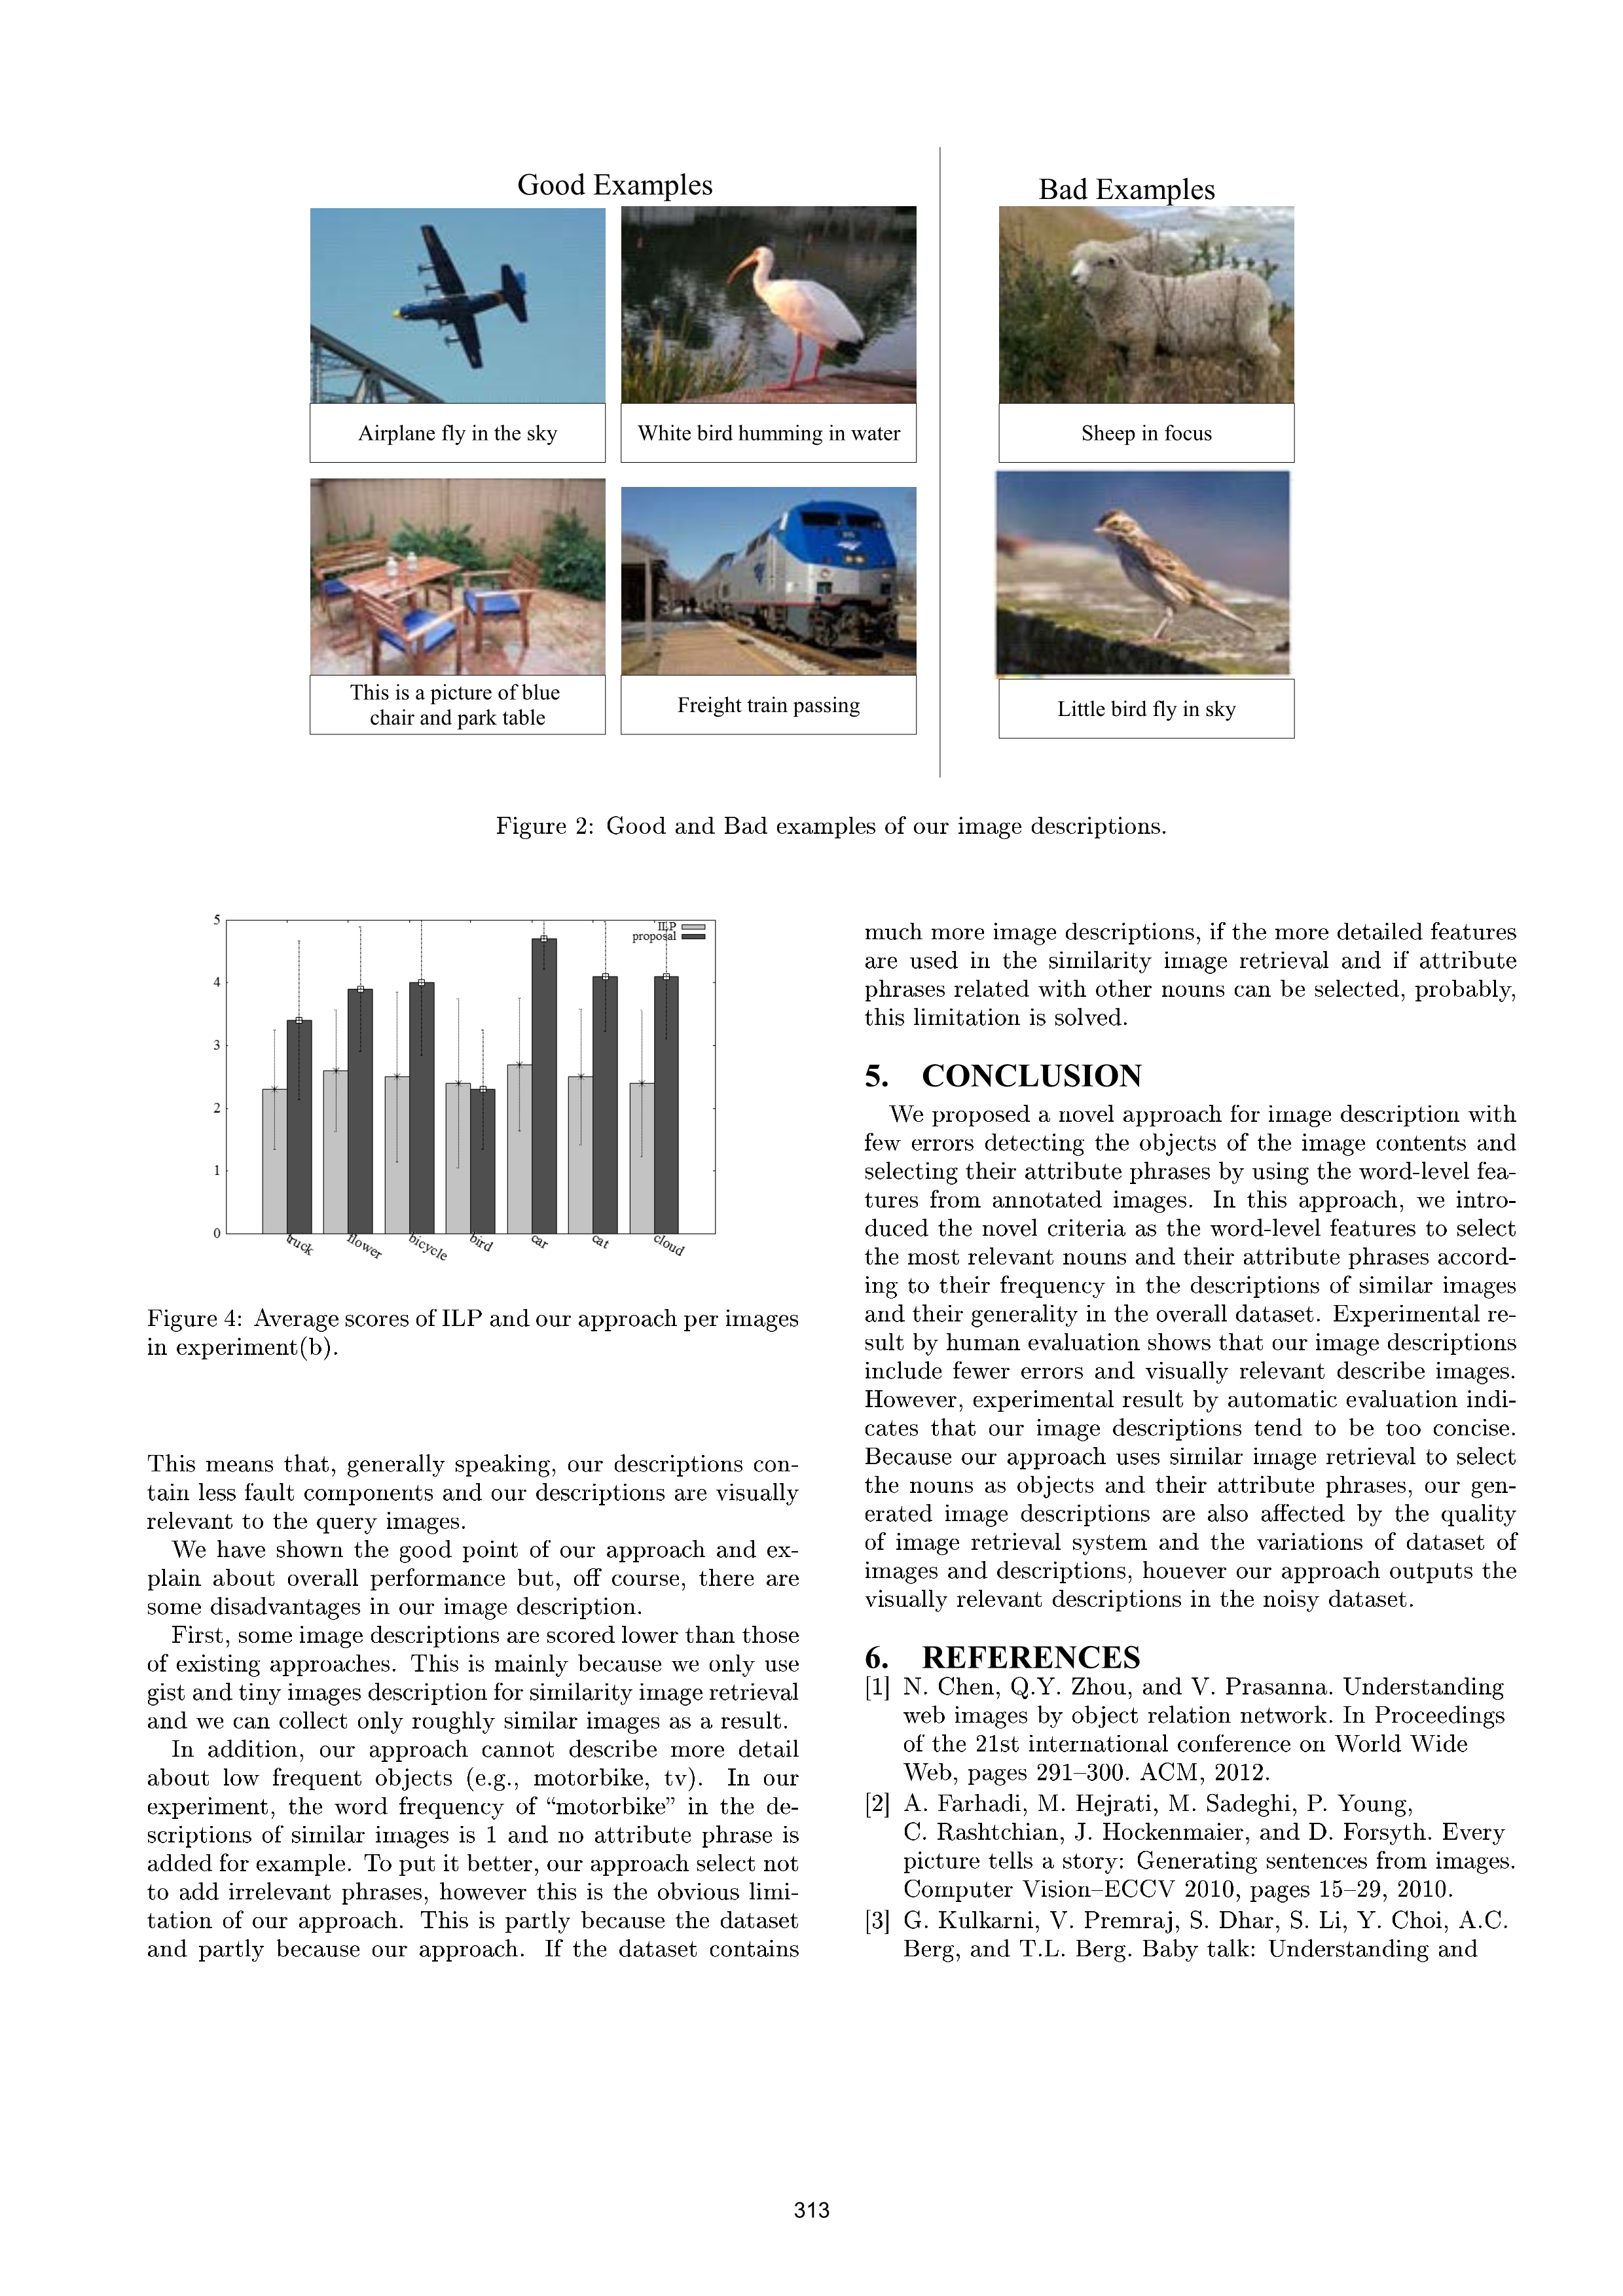 Good Examples
Bad Examples
Airplane fly in the sky
White bird humming in water
Sheep in focus
This is a picture of blue
chair and park table
Freight train passing
Little bird fly in sky
Figure 2: Good and Bad examples of our image descriptions.
5
4
3
2
1
0
ILP
proposal
truck
flower
bicycle
bird
car
cat
cloud
Figure 4: Average scores of ILP and our approach per images
in experiment(b).
This means that, generally speaking, our descriptions con-
tain less fault components and our descriptions are visually
relevant to the query images.
We have shown the good point of our approach and ex-
plain about overall performance but, off course, there are
some disadvantages in our image description.
First, some image descriptions are scored lower than those
of existing approaches. This is mainly because we only use
gist and tiny images description for similarity image retrieval
and we can collect only roughly similar images as a result.
In addition, our approach cannot describe more detail
about low frequent objects (e.g., motorbike, tv). In our
experiment, the word frequency of “motorbike” in the de-
scriptions of similar images is 1 and no attribute phrase is
added for example. To put it better, our approach select not
to add irrelevant phrases, however this is the obvious limi-
tation of our approach. This is partly because the dataset
and partly because our approach. If the dataset contains
much more image descriptions, if the more detailed features
are used in the similarity image retrieval and if attribute
phrases related with other nouns can be selected, probably,
this limitation is solved.
5. CONCLUSION
We proposed a novel approach for image description with
few errors detecting the objects of the image contents and
selecting their attribute phrases by using the word-level fea-
tures from annotated images. In this approach, we intro-
duced the novel criteria as the word-level features to select
the most relevant nouns and their attribute phrases accord-
ing to their frequency in the descriptions of similar images
and their generality in the overall dataset. Experimental re-
sult by human evaluation shows that our image descriptions
include fewer errors and visually relevant describe images.
However, experimental result by automatic evaluation indi-
cates that our image descriptions tend to be too concise.
Because our approach uses similar image retrieval to select
the nouns as objects and their attribute phrases, our gen-
erated image descriptions are also affected by the quality
of image retrieval system and the variations of dataset of
images and descriptions, houever our approach outputs the
visually relevant descriptions in the noisy dataset.
6. REFERENCES
[1] N. Chen, Q.Y. Zhou, and V. Prasanna. Understanding
web images by object relation network. In Proceedings
of the 21st international conference on World Wide
Web, pages 291–300. ACM, 2012.
[2] A. Farhadi, M. Hejrati, M. Sadeghi, P. Young,
C. Rashtchian, J. Hockenmaier, and D. Forsyth. Every
picture tells a story: Generating sentences from images.
Computer Vision–ECCV 2010, pages 15–29, 2010.
[3] G. Kulkarni, V. Premraj, S. Dhar, S. Li, Y. Choi, A.C.
Berg, and T.L. Berg. Baby talk: Understanding and
313